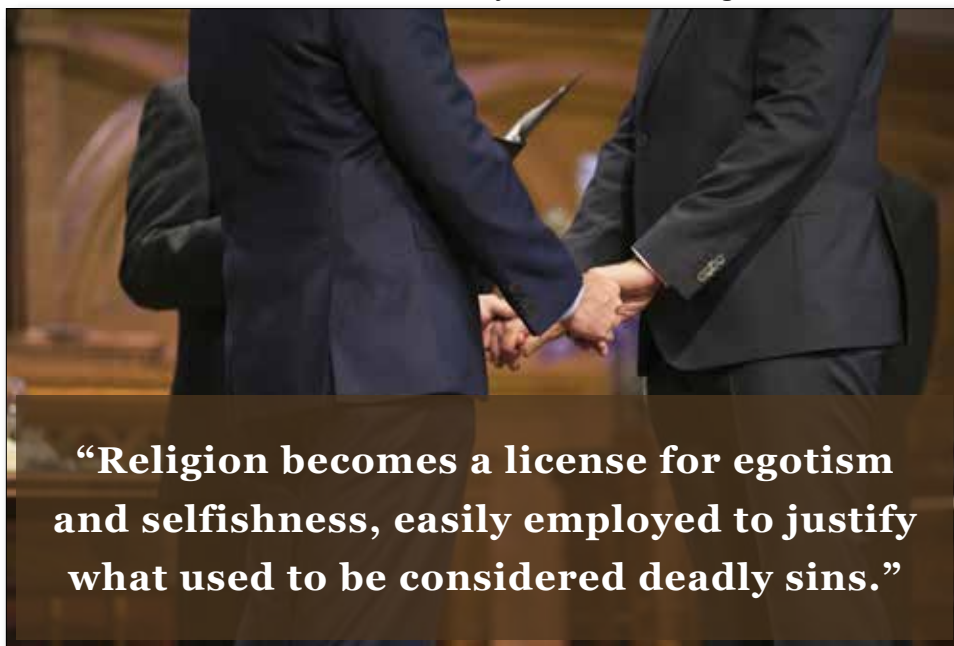 “Religion becomes a license for egotism
and selfishness, easily employed to justify
what used to be considered deadly sins.”